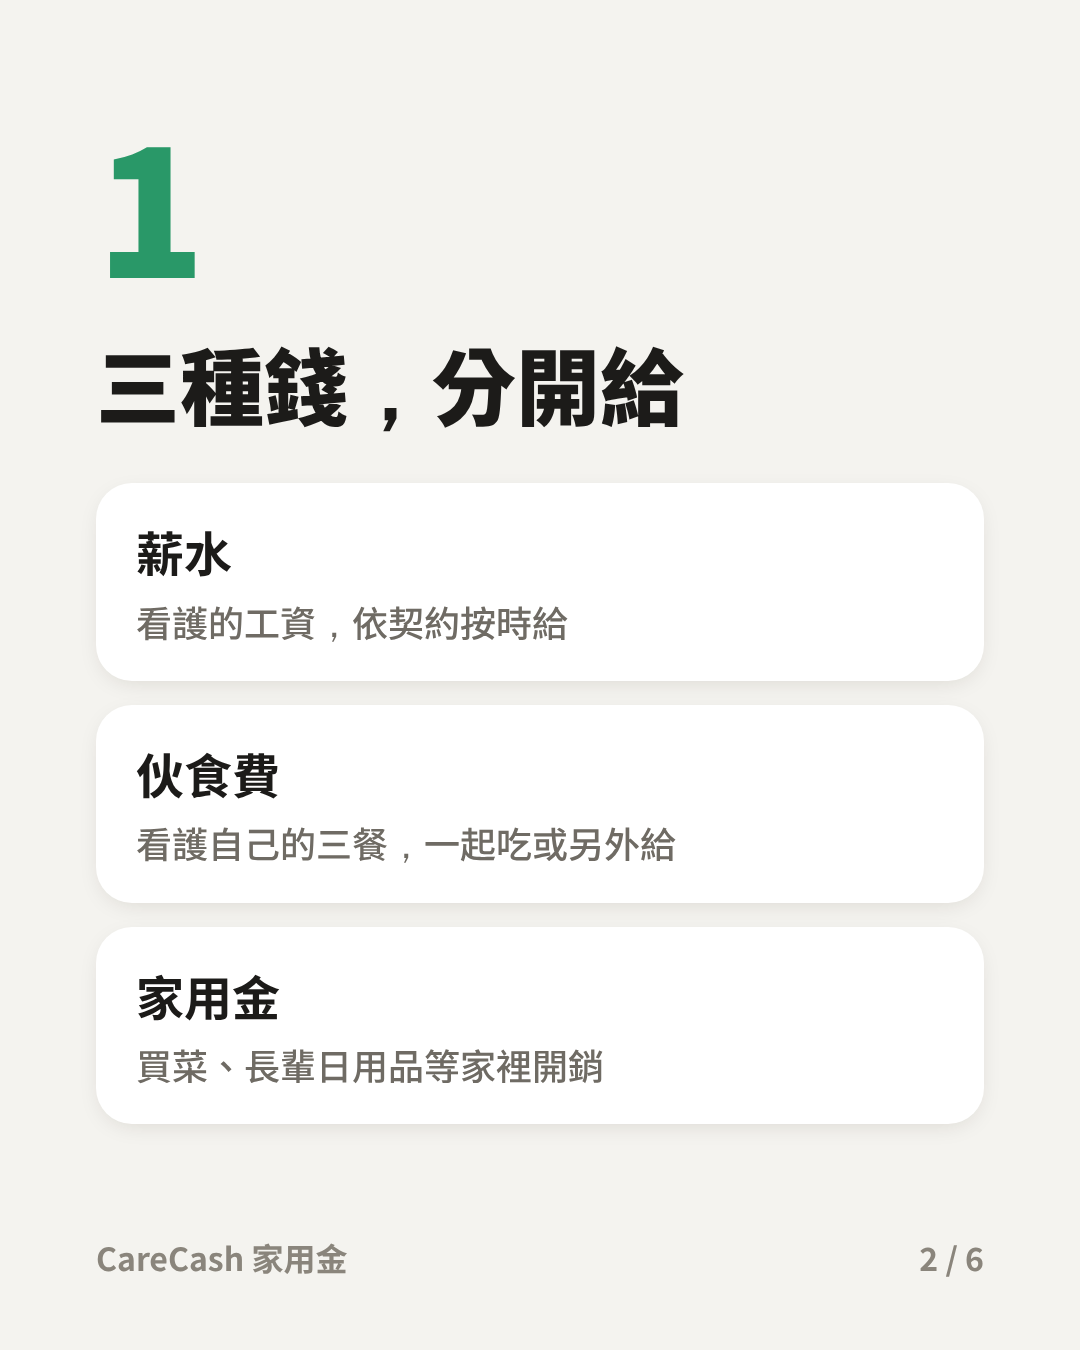 1
三種錢，分開給
薪水
看護的工資，依契約按時給
伙食費
看護自己的三餐，一起吃或另外給
家用金
買菜、長輩日用品等家裡開銷
CareCash 家用金
2 / 6